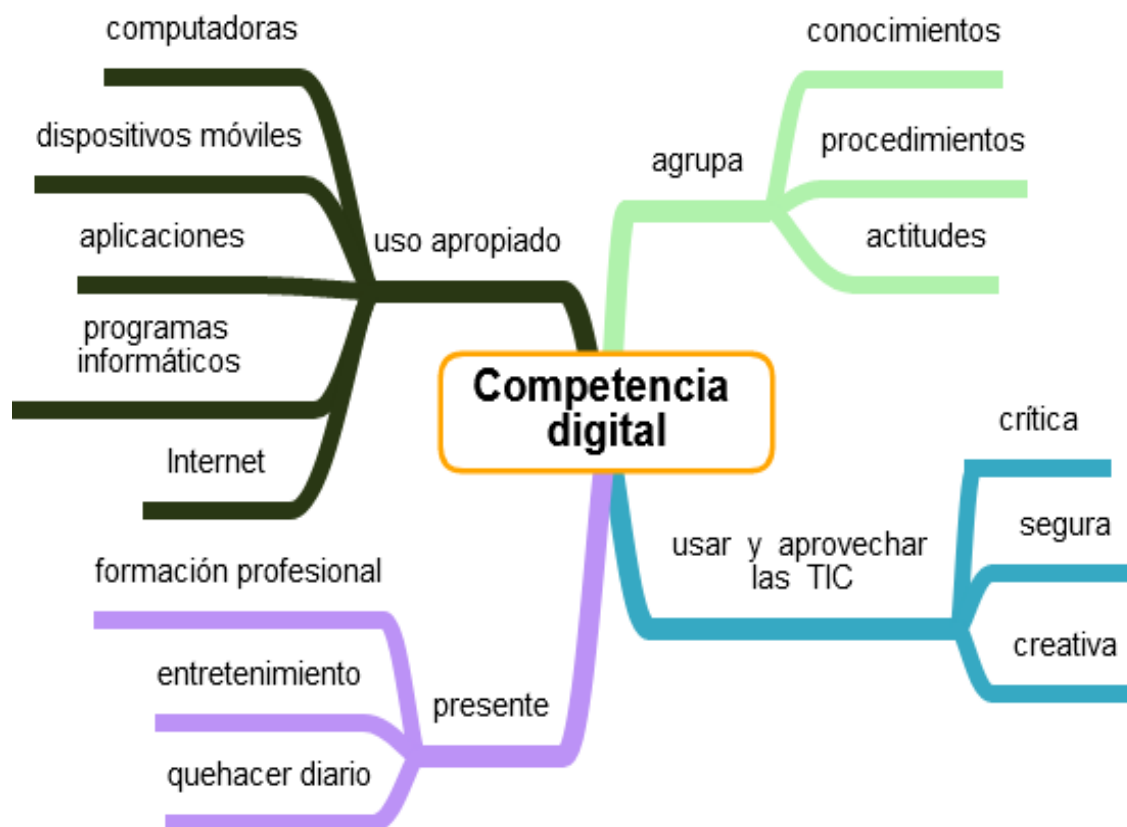 Competencia
digital
agrupa
conocimientos
procedimientos
actitudes
usar y aprovechar
las TIC
crítica
segura
creativa
uso apropiado
computadoras
dispositivos móviles
aplicaciones
programas
informáticos
Internet
presente
formación profesional
entretenimiento
quehacer diario